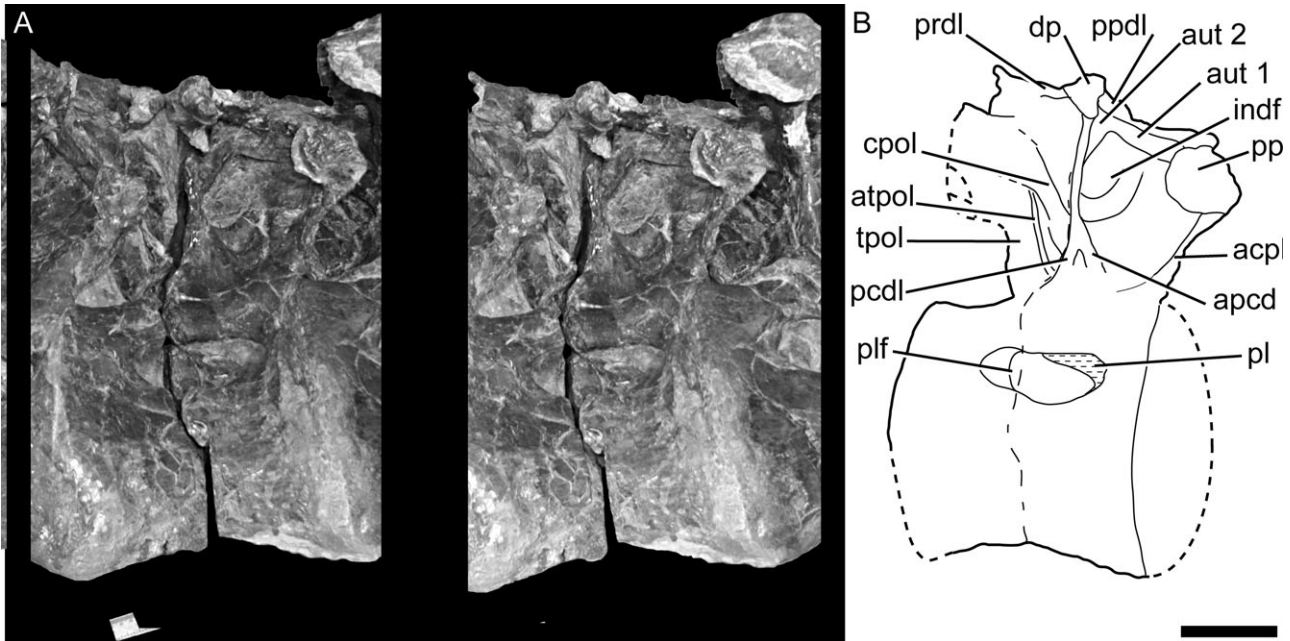 A
B
prdl
dp
ppdl
aut 2
aut 1
indf
pp
cpol
atpol
tpol
pcdl
plf
acpl
apcd
pl